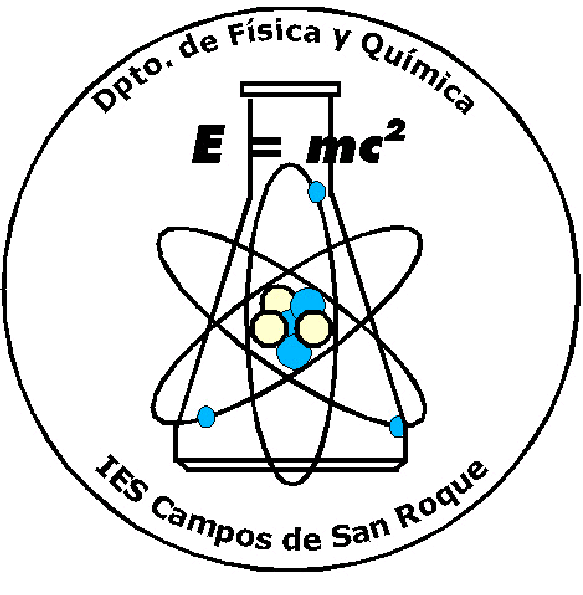 Dpto. de Física y Química
E = mc²
IES Campos de San Roque